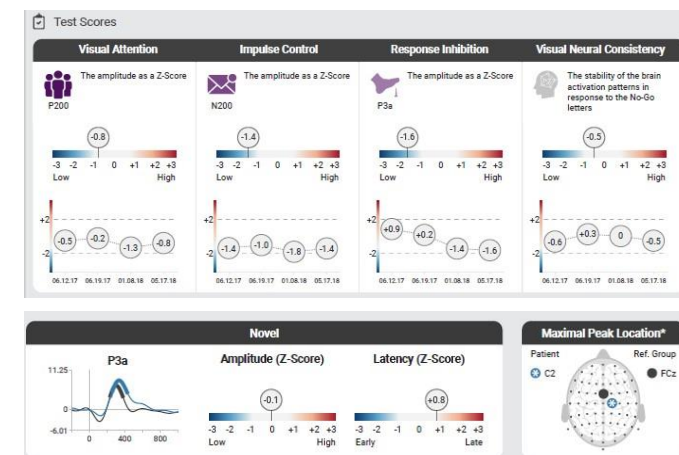 Test Scores
Visual Attention
Impulse Control
Response Inhibition
Visual Neural Consistency
The amplitude as a Z-Score
P200
The amplitude as a Z-Score
N200
The amplitude as a Z-Score
P3a
The stability of the brain
activation patterns in
response to the No-Go
letters
-0.8
-1.4
-1.6
-0.5
-3 -2 -1 0 +1 +2 +3
-3 -2 -1 0 +1 +2 +3
-3 -2 -1 0 +1 +2 +3
-3 -2 -1 0 +1 +2 +3
Low High
Low High
Low High
Low High
+2
-2
-0.5 -0.2 -1.3 -0.8
06.12.17 06.19.17 01.08.18 05.17.18
+2
-2
-1.4 -1.0 -1.8 -1.4
06.12.17 06.19.17 01.08.18 05.17.18
+2
-2
+0.9 +0.2 -1.4 -1.6
06.12.17 06.19.17 01.08.18 05.17.18
+2
-2
-0.6 +0.3 0 -0.5
06.12.17 06.19.17 01.08.18 05.17.18
Novel
Maximal Peak Location*
P3a
11.25
0
-6.01
0 400 800
Amplitude (Z-Score)
-0.1
-3 -2 -1 0 +1 +2 +3
Low High
Latency (Z-Score)
+0.8
-3 -2 -1 0 +1 +2 +3
Early Late
Patient Ref. Group
C2 FCz